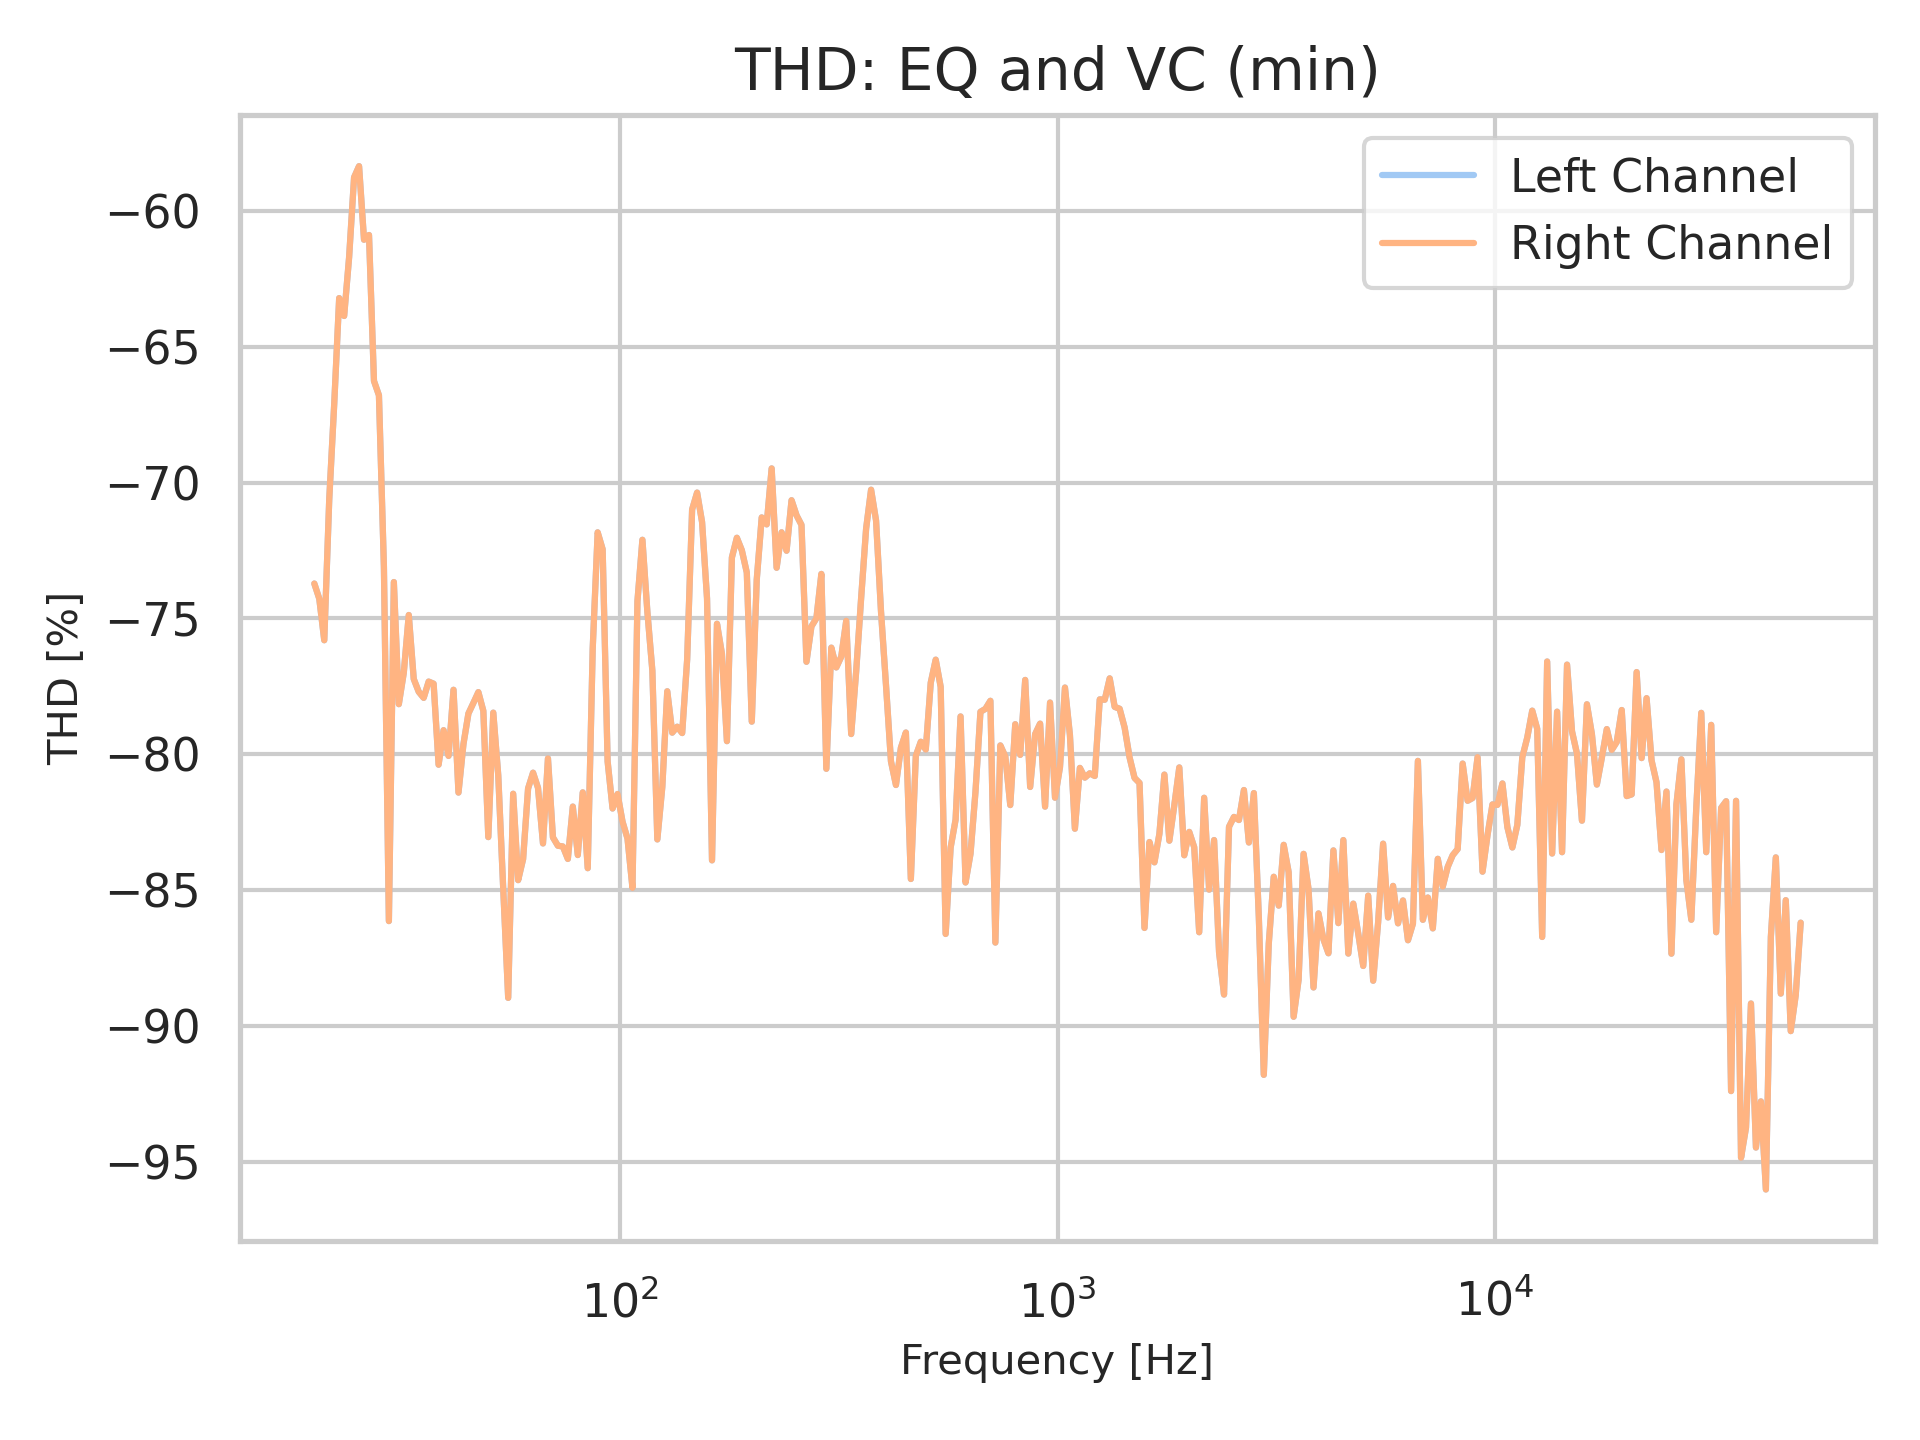 THD: EQ and VC (min)
Left Channel
Right Channel
THD [%]
−60
−65
−70
−75
−80
−85
−90
−95
10²
10³
10⁴
Frequency [Hz]